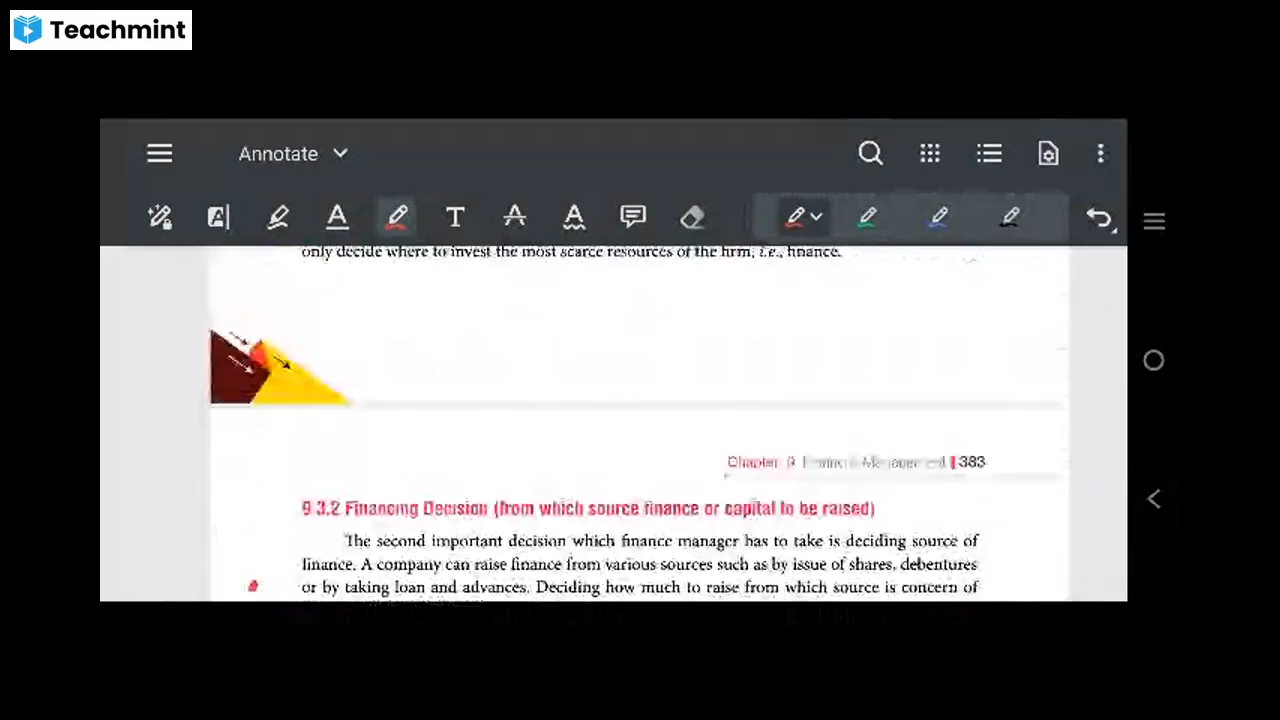 Teachmint
Annotate
only decide where to invest the most scarce resources of the firm, i.e., finance.
Chapter 9 Financial Management 383
9.3.2 Financing Decision (from which source finance or capital to be raised)
The second important decision which finance manager has to take is deciding source of
finance. A company can raise finance from various sources such as by issue of shares, debentures
or by taking loan and advances. Deciding how much to raise from which source is concern of